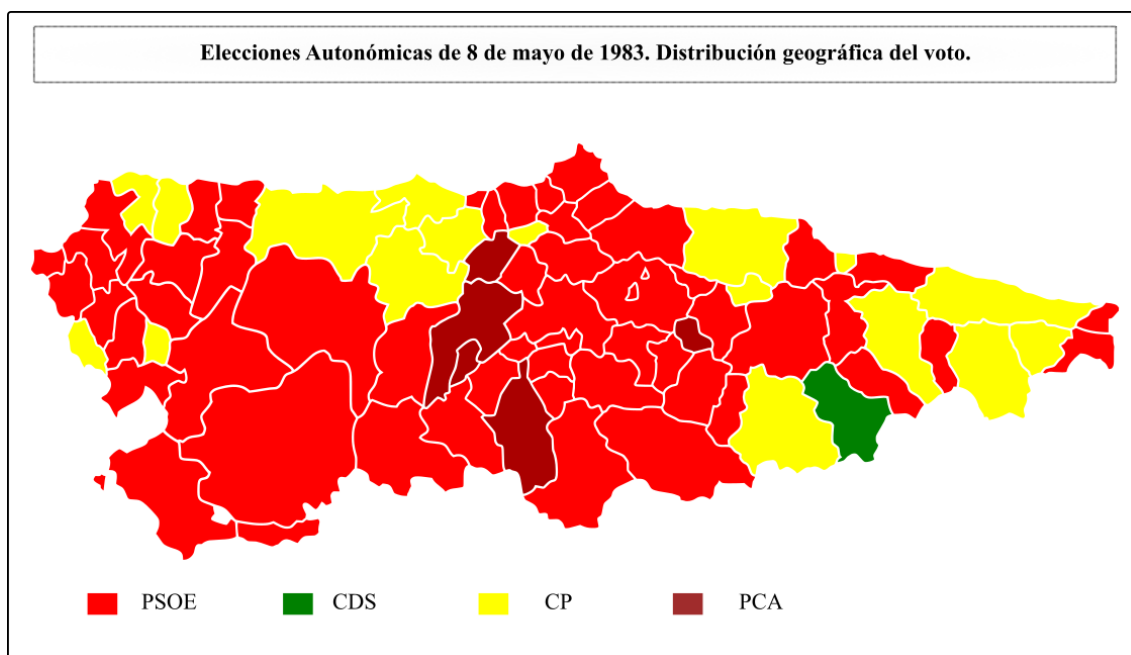 Elecciones Autonómicas de 8 de mayo de 1983. Distribución geográfica del voto.
PSOE CDS CP PCA